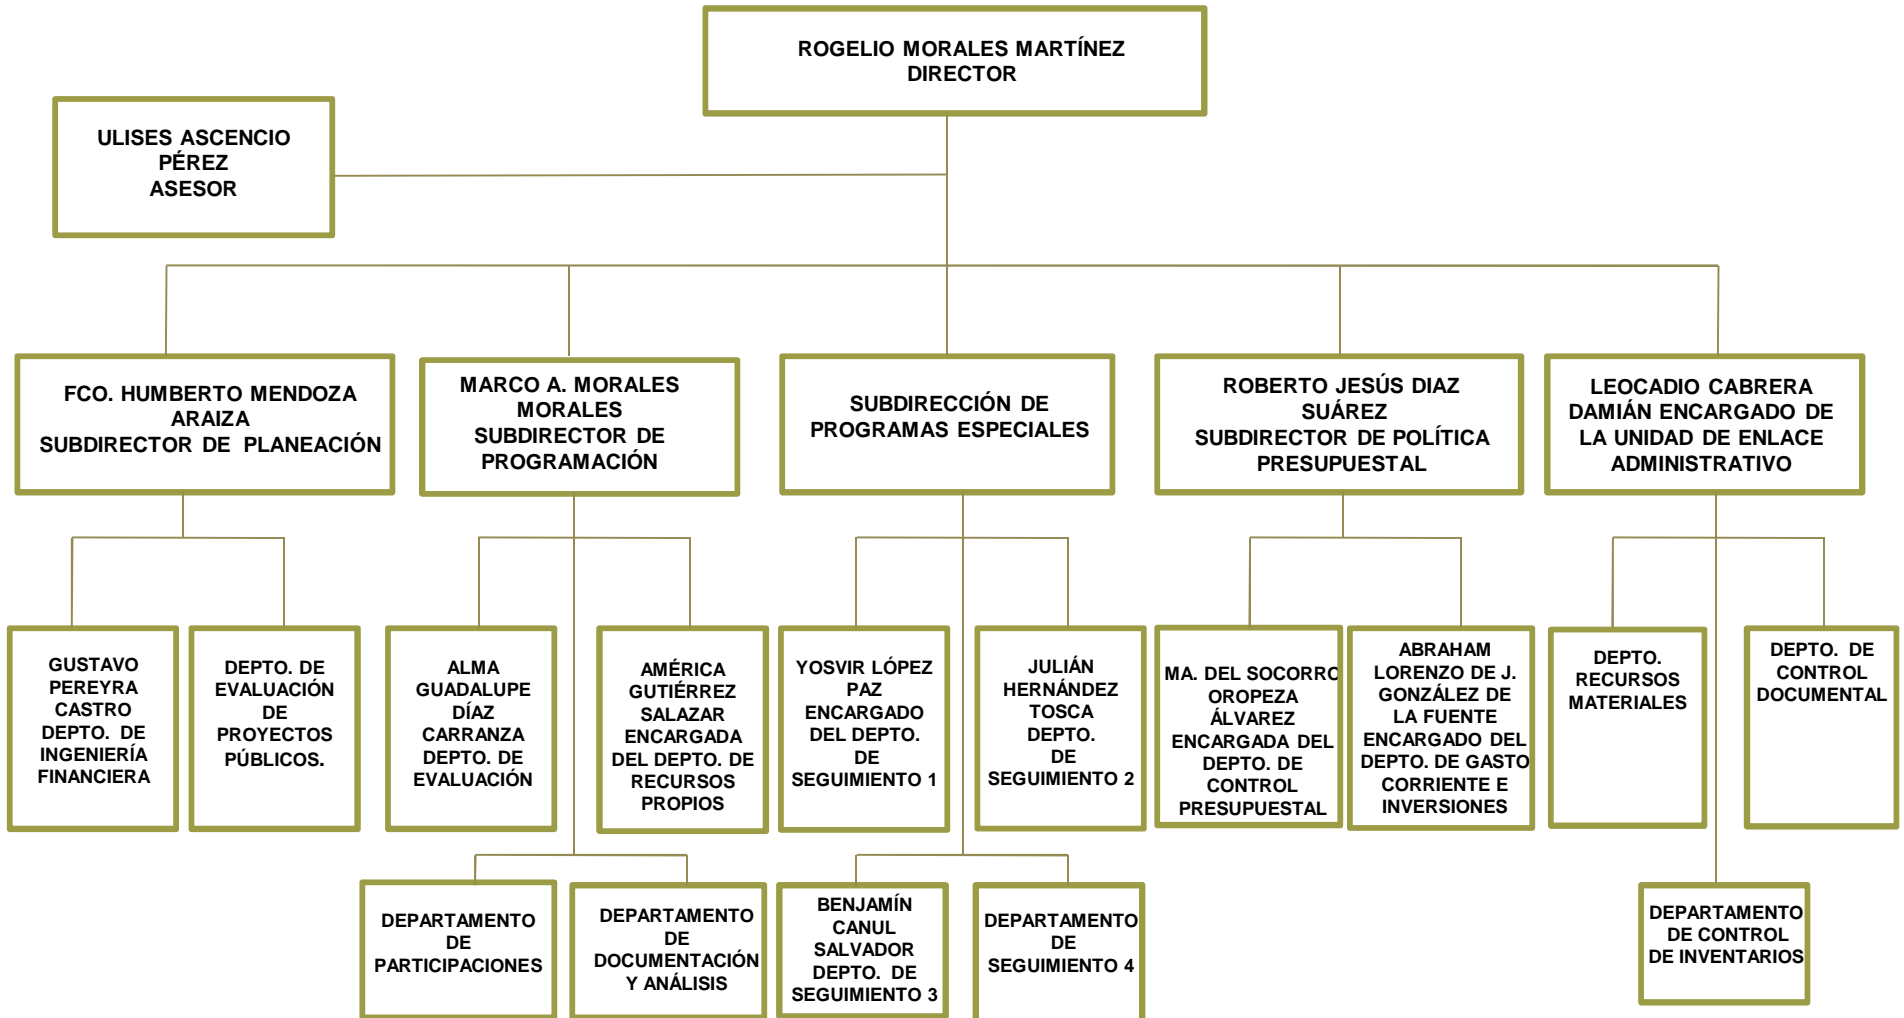 ROGELIO MORALES MARTÍNEZ
DIRECTOR
ULISES ASCENCIO
PÉREZ
ASESOR
FCO. HUMBERTO MENDOZA
ARAIZA
SUBDIRECTOR DE PLANEACIÓN
MARCO A. MORALES
MORALES
SUBDIRECTOR DE
PROGRAMACIÓN
SUBDIRECCIÓN DE
PROGRAMAS ESPECIALES
ROBERTO JESÚS DIAZ
SUÁREZ
SUBDIRECTOR DE POLÍTICA
PRESUPUESTAL
LEOCADIO CABRERA
DAMIÁN ENCARGADO DE
LA UNIDAD DE ENLACE
ADMINISTRATIVO
GUSTAVO
PEREYRA
CASTRO
DEPTO. DE
INGENIERÍA
FINANCIERA
DEPTO. DE
EVALUACIÓN
DE
PROYECTOS
PÚBLICOS.
ALMA
GUADALUPE
DÍAZ
CARRANZA
DEPTO. DE
EVALUACIÓN
AMÉRICA
GUTIÉRREZ
SALAZAR
ENCARGADA
DEL DEPTO. DE
RECURSOS
PROPIOS
YOSVIR LÓPEZ
PAZ
ENCARGADO
DEL DEPTO.
DE
SEGUIMIENTO 1
JULIÁN
HERNÁNDEZ
TOSCA
DEPTO.
DE
SEGUIMIENTO 2
MA. DEL SOCORRO
OROPEZA
ÁLVAREZ
ENCARGADA DEL
DEPTO. DE
CONTROL
PRESUPUESTAL
ABRAHAM
LORENZO DE J.
GONZÁLEZ DE
LA FUENTE
ENCARGADO DEL
DEPTO. DE GASTO
CORRIENTE E
INVERSIONES
DEPTO.
RECURSOS
MATERIALES
DEPTO. DE
CONTROL
DOCUMENTAL
DEPARTAMENTO
DE
PARTICIPACIONES
DEPARTAMENTO
DE
DOCUMENTACIÓN
Y ANÁLISIS
BENJAMÍN
CANUL
SALVADOR
DEPTO. DE
SEGUIMIENTO 3
DEPARTAMENTO
DE
SEGUIMIENTO 4
DEPARTAMENTO
DE CONTROL
DE INVENTARIOS